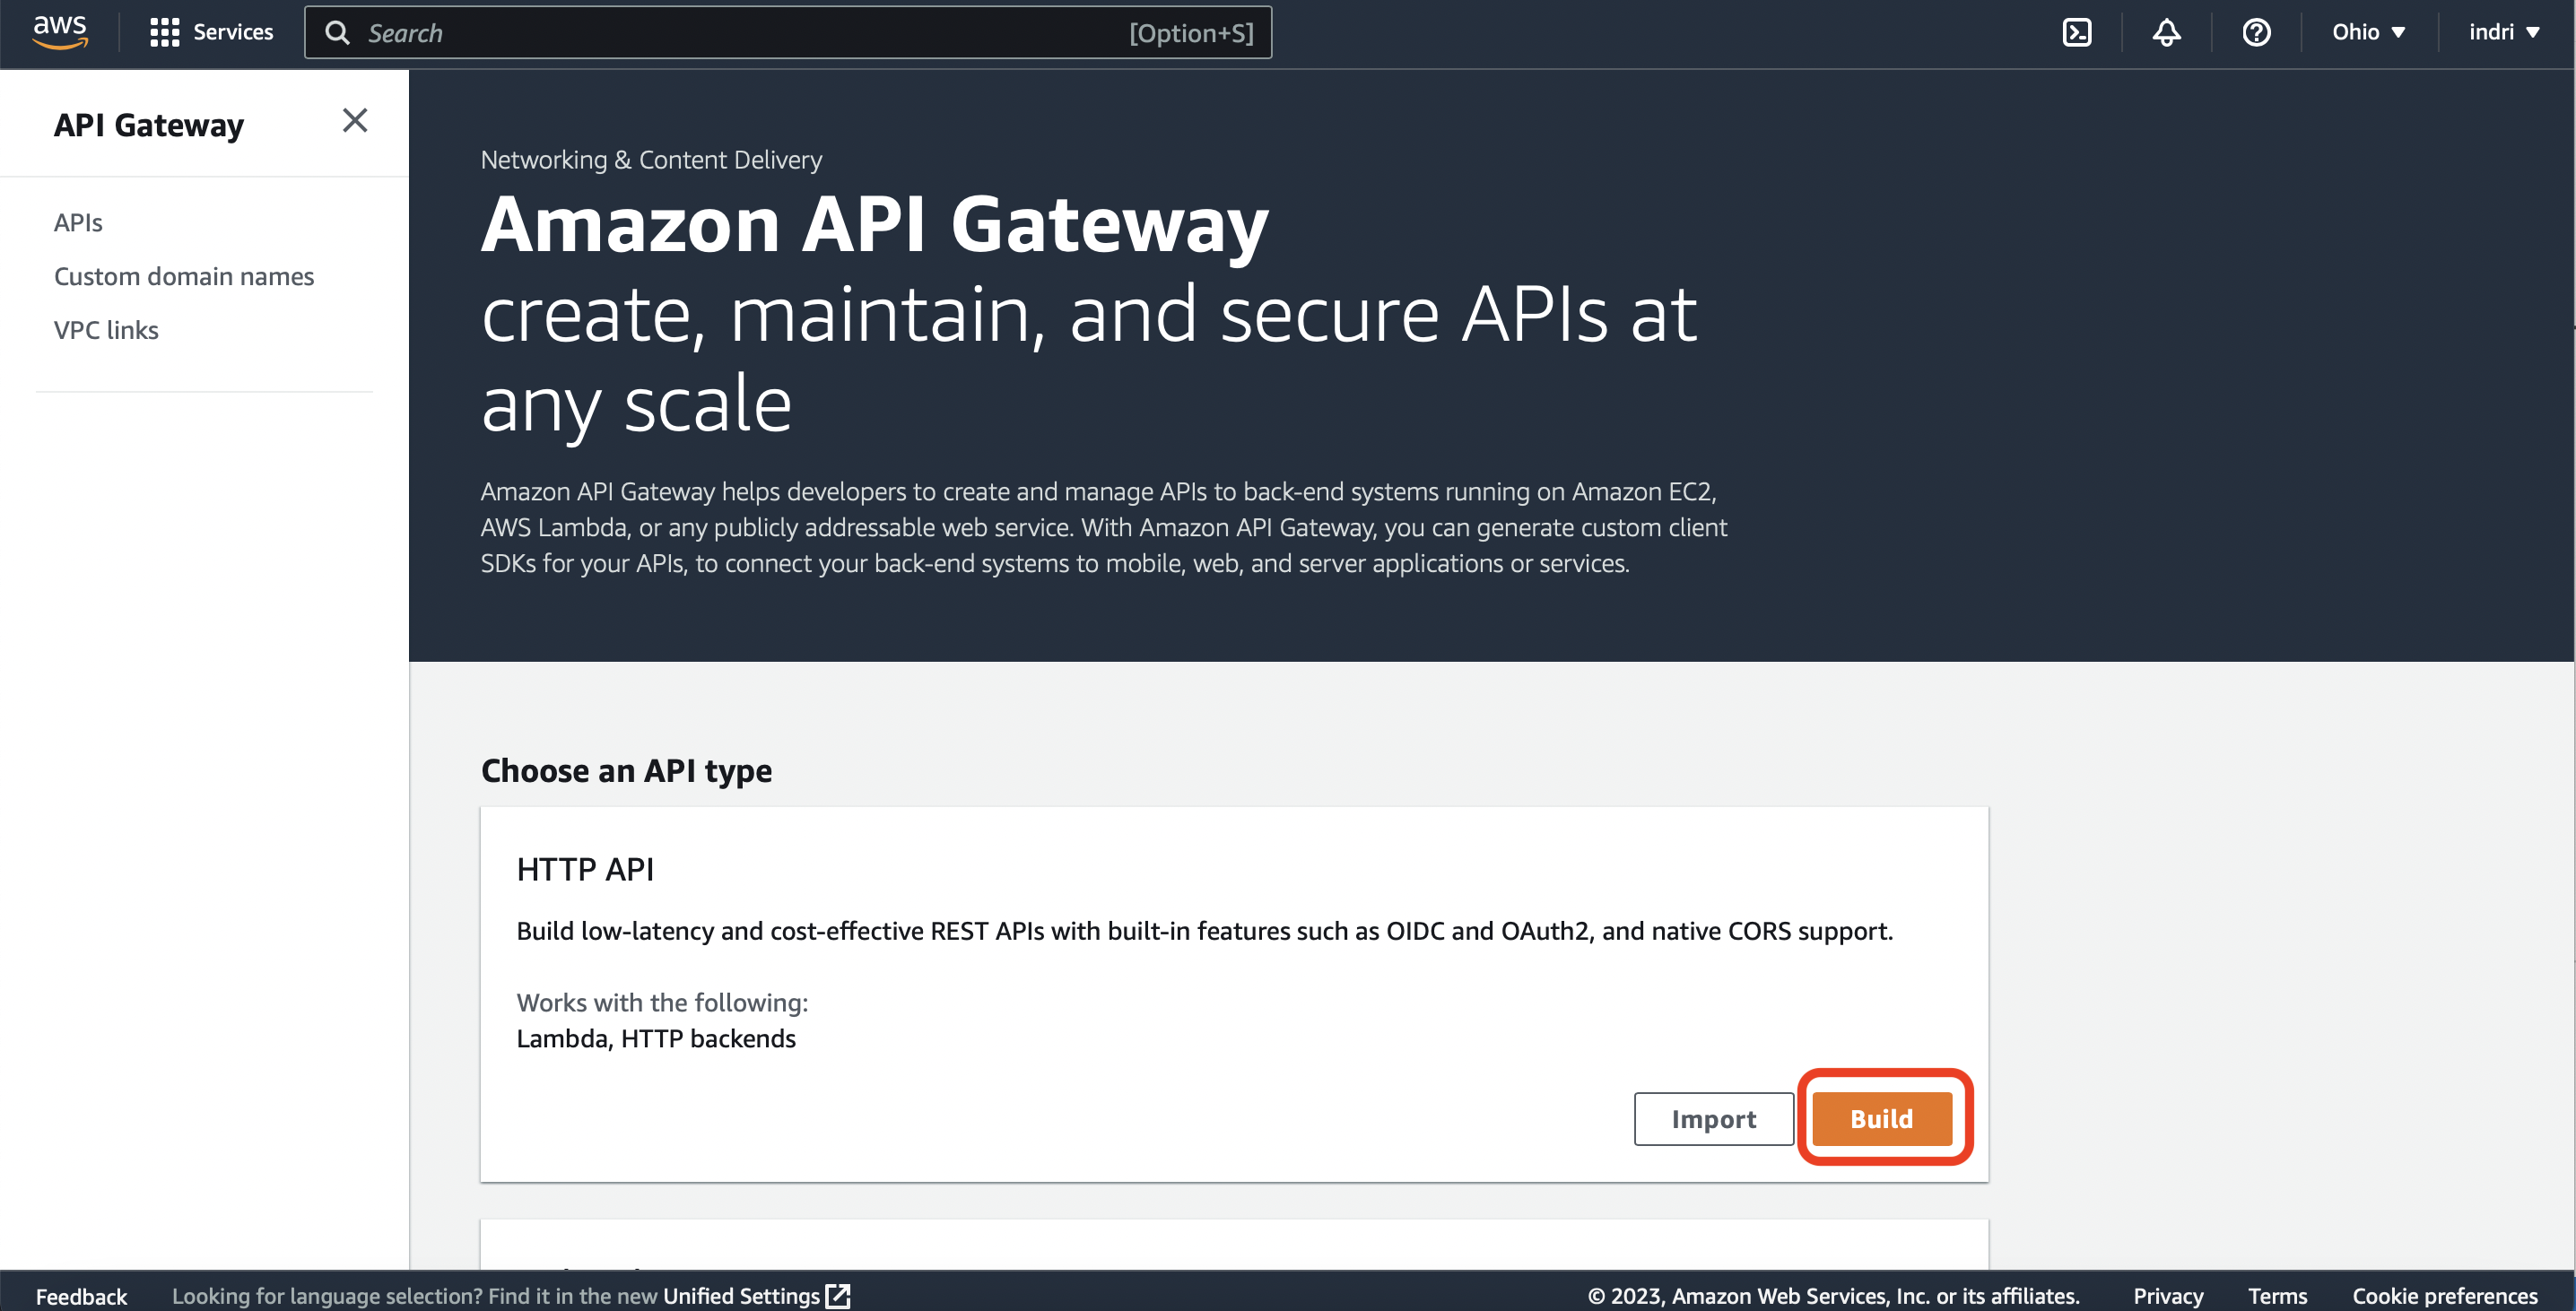 aws
Services
Search
[Option+S]
Ohio
indri
API Gateway
APIs
Custom domain names
VPC links
Networking & Content Delivery
Amazon API Gateway
create, maintain, and secure APIs at
any scale
Amazon API Gateway helps developers to create and manage APIs to back-end systems running on Amazon EC2,
AWS Lambda, or any publicly addressable web service. With Amazon API Gateway, you can generate custom client
SDKs for your APIs, to connect your back-end systems to mobile, web, and server applications or services.
Choose an API type
HTTP API
Build low-latency and cost-effective REST APIs with built-in features such as OIDC and OAuth2, and native CORS support.
Works with the following:
Lambda, HTTP backends
Import
Build
Feedback
Looking for language selection? Find it in the new Unified Settings
© 2023, Amazon Web Services, Inc. or its affiliates.
Privacy
Terms
Cookie preferences